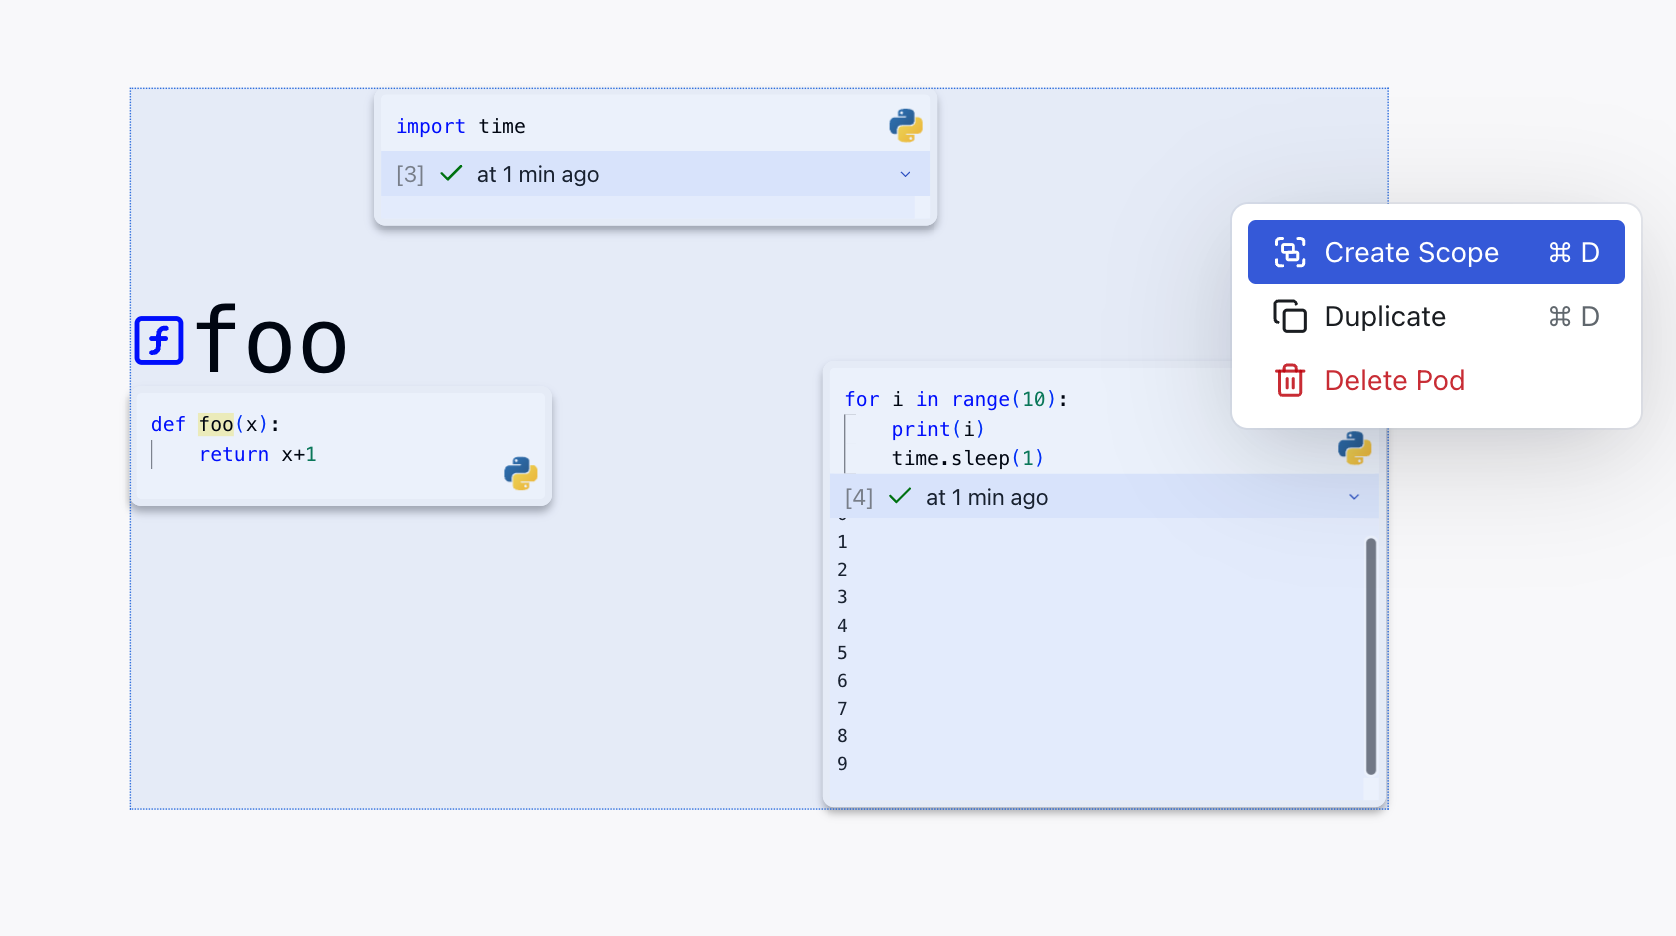 import time
[3] at 1 min ago
Create Scope ⌘ D
Duplicate ⌘ D
Delete Pod
foo
def foo(x):
return x+1
for i in range(10):
print(i)
time.sleep(1)
[4] at 1 min ago
1
2
3
4
5
6
7
8
9